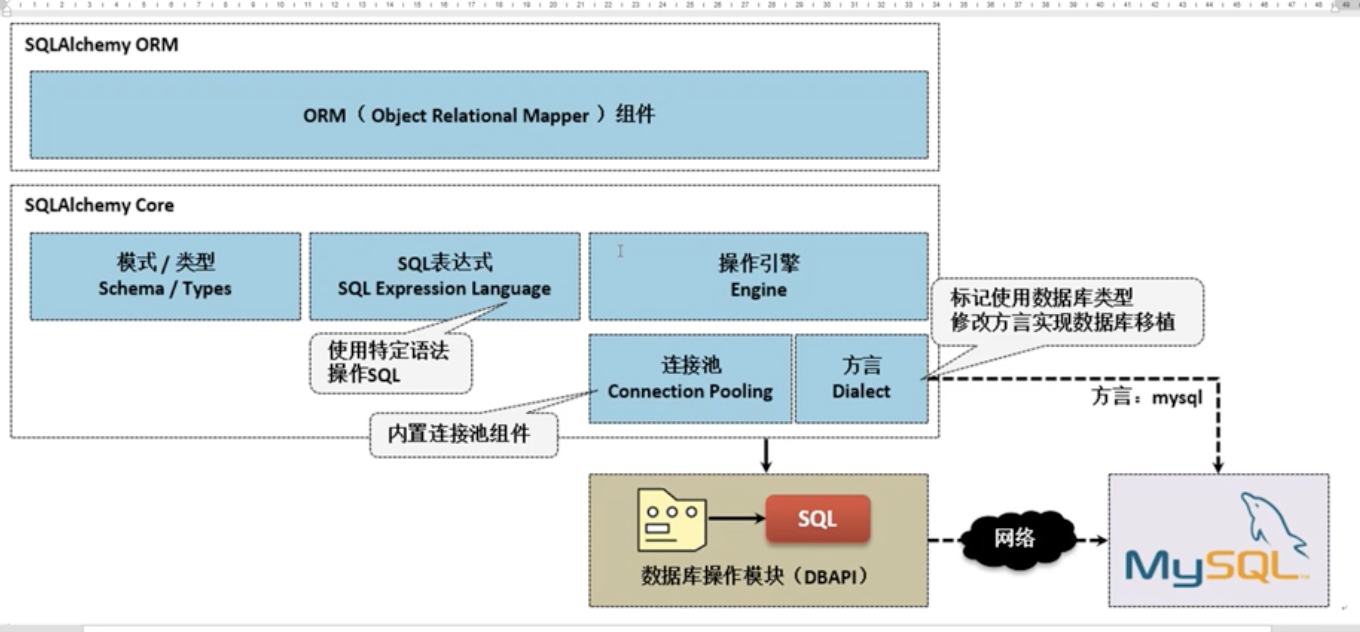 SQLAlchemy ORM
ORM（ Object Relational Mapper ）组件
SQLAlchemy Core
模式 / 类型
Schema / Types
SQL表达式
SQL Expression Language
操作引擎
Engine
标记使用数据库类型
修改方言实现数据库移植
使用特定语法
操作SQL
连接池
Connection Pooling
方言
Dialect
方言：mysql
内置连接池组件
SQL
数据库操作模块（DBAPI）
网络
MySQL